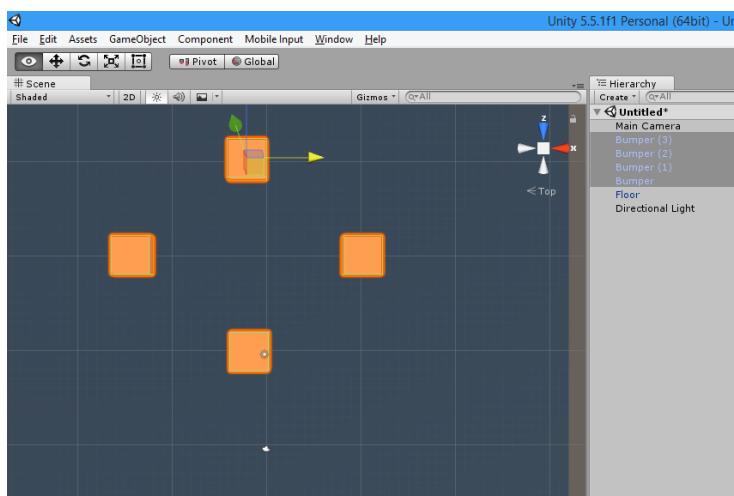 Unity 5.5.1f1 Personal (64bit) - Un
File Edit Assets GameObject Component Mobile Input Window Help
Pivot Global
Scene
Shaded 2D Gizmos All
z
x
Top
Hierarchy
Create All
Untitled*
Main Camera
Bumper (3)
Bumper (2)
Bumper (1)
Bumper
Floor
Directional Light